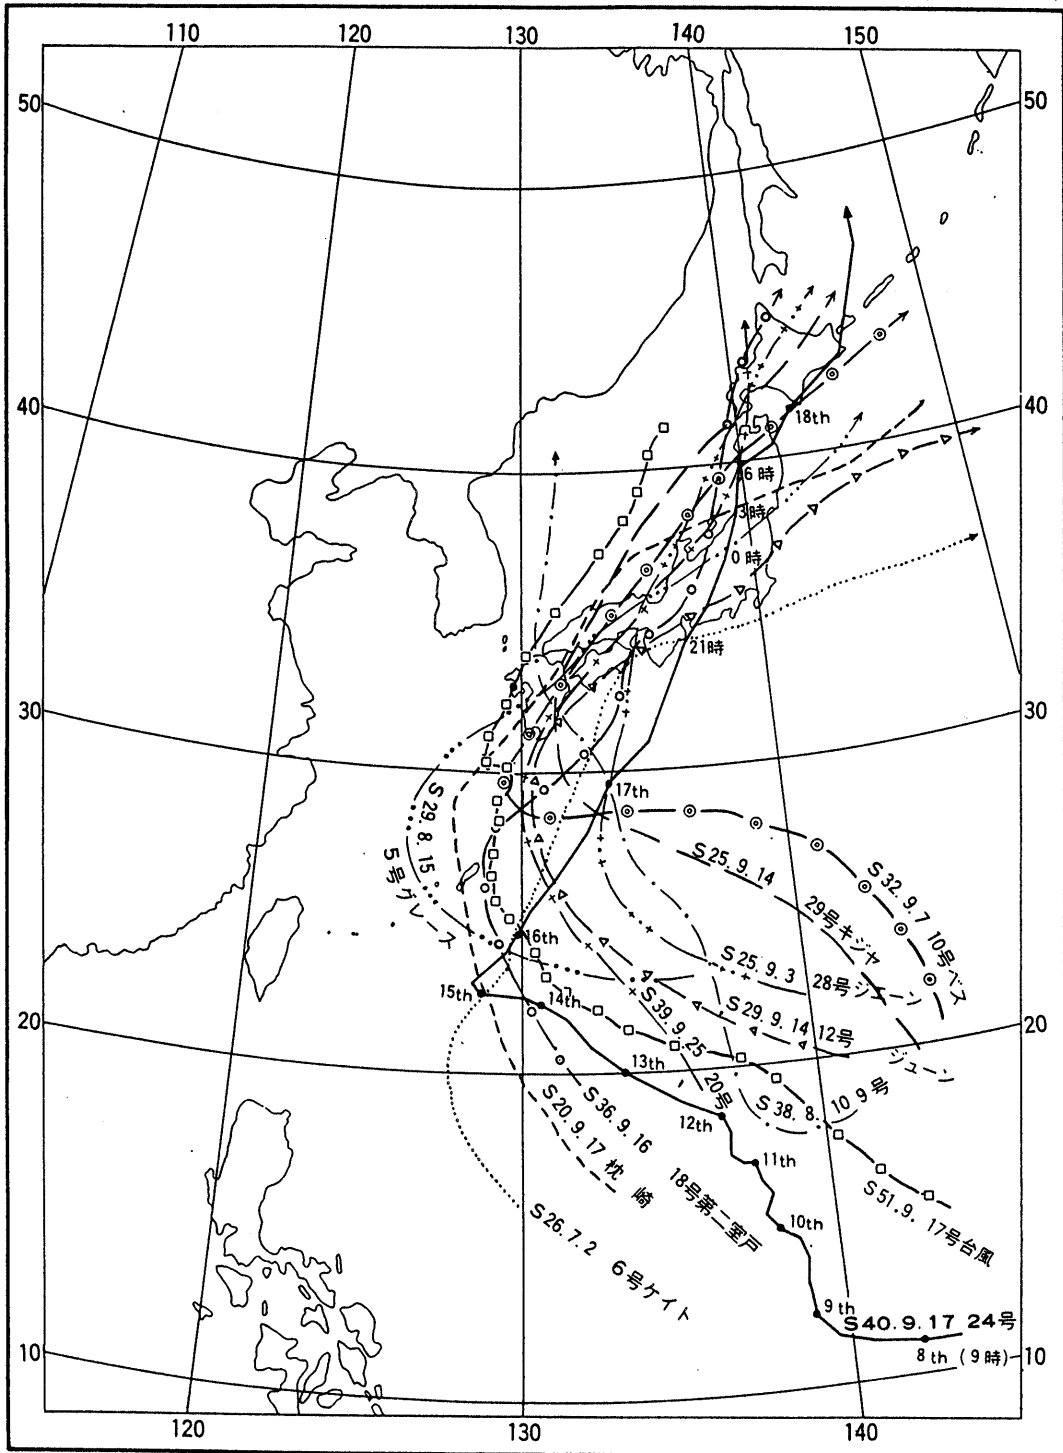 110 120 130 140 150
50 50
40 40
30 30
20 20
10 10
120 130 140
18th
6時
3時
0時
21時
17th
16th
15th
14th
13th
12th
11th
10th
9th
8th (9時)
S40.9.17 24号
S29.8.15.
5号グレース
S25.9.14 29号キジヤ
S32.9.7 10号ベス
S25.9.3 28号ジェーン
S29.9.14 12号 ジューン
S39.9.25 20号
S38.8.10 9号
S51.9. 17号台風
S36.9.16 18号第二室戸
S20.9.17 枕崎
S26.7.2 6号ケイト